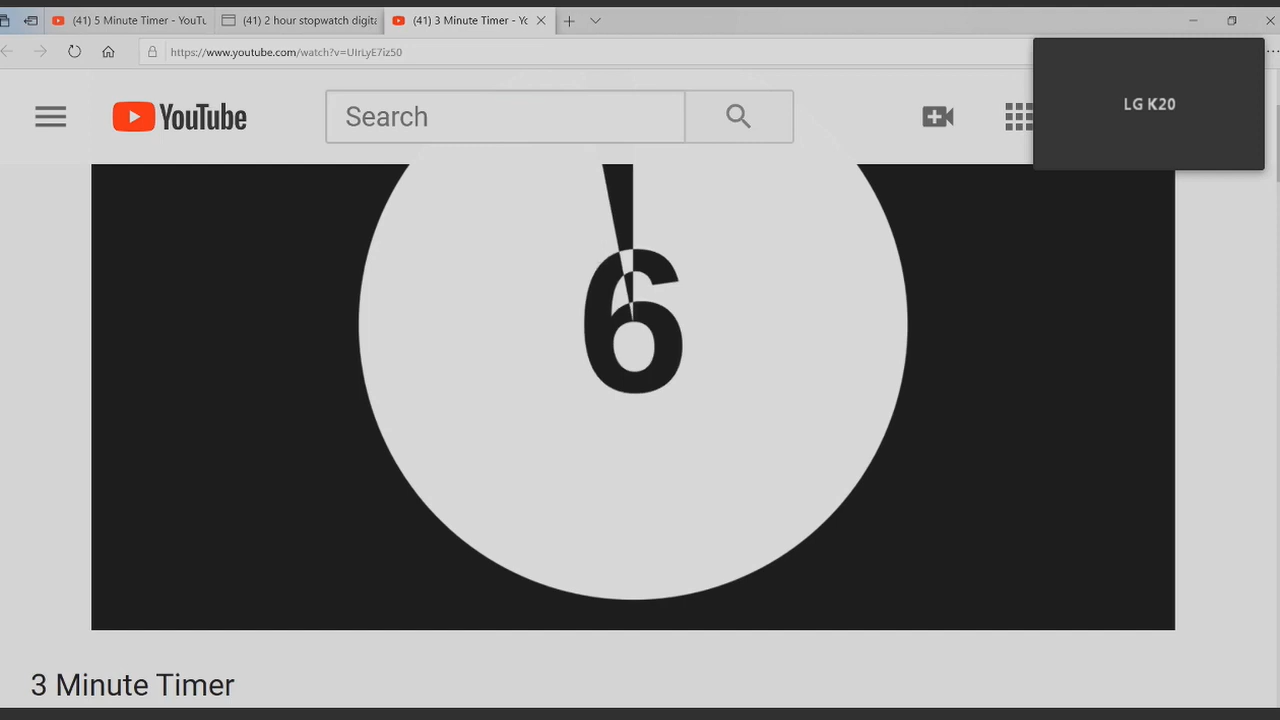 (41) 5 Minute Timer - YouTu
(41) 2 hour stopwatch digita
(41) 3 Minute Timer - Yo
https://www.youtube.com/watch?v=UIrLyE7iz50
YouTube
Search
LG K20
6
3 Minute Timer